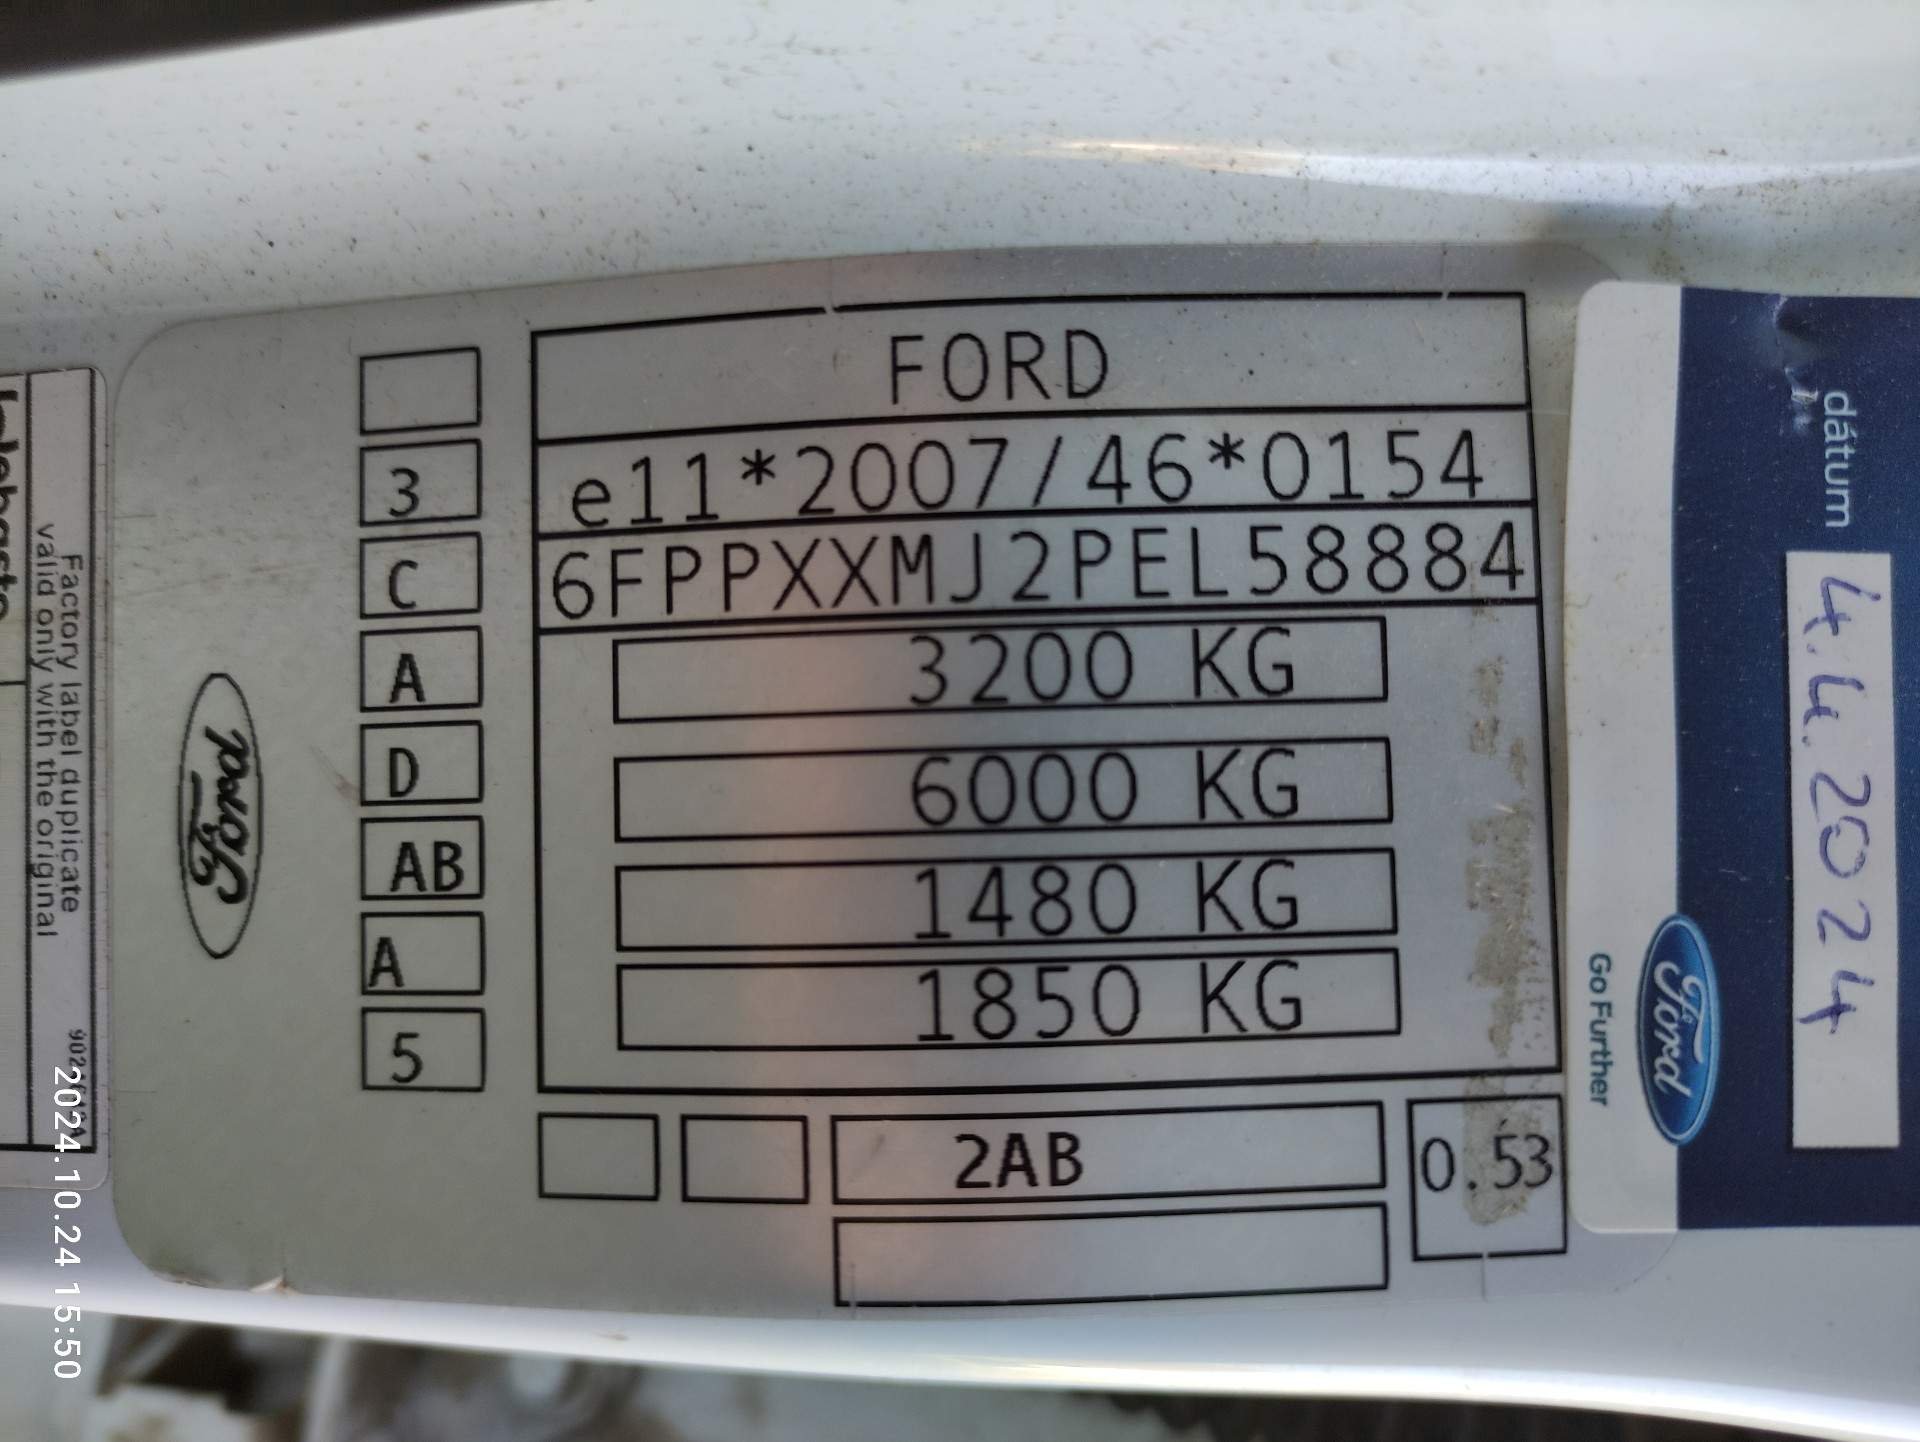 FORD
e11*2007/46*0154
6FPPXXMJ2PEL58884
3200 KG
6000 KG
1480 KG
1850 KG
3
C
A
D
AB
A
5
2AB
0.53
Ford
Factory label duplicate
valid only with the original
dátum
4.4.2024
Ford
Go Further
2024.10.24 15:50